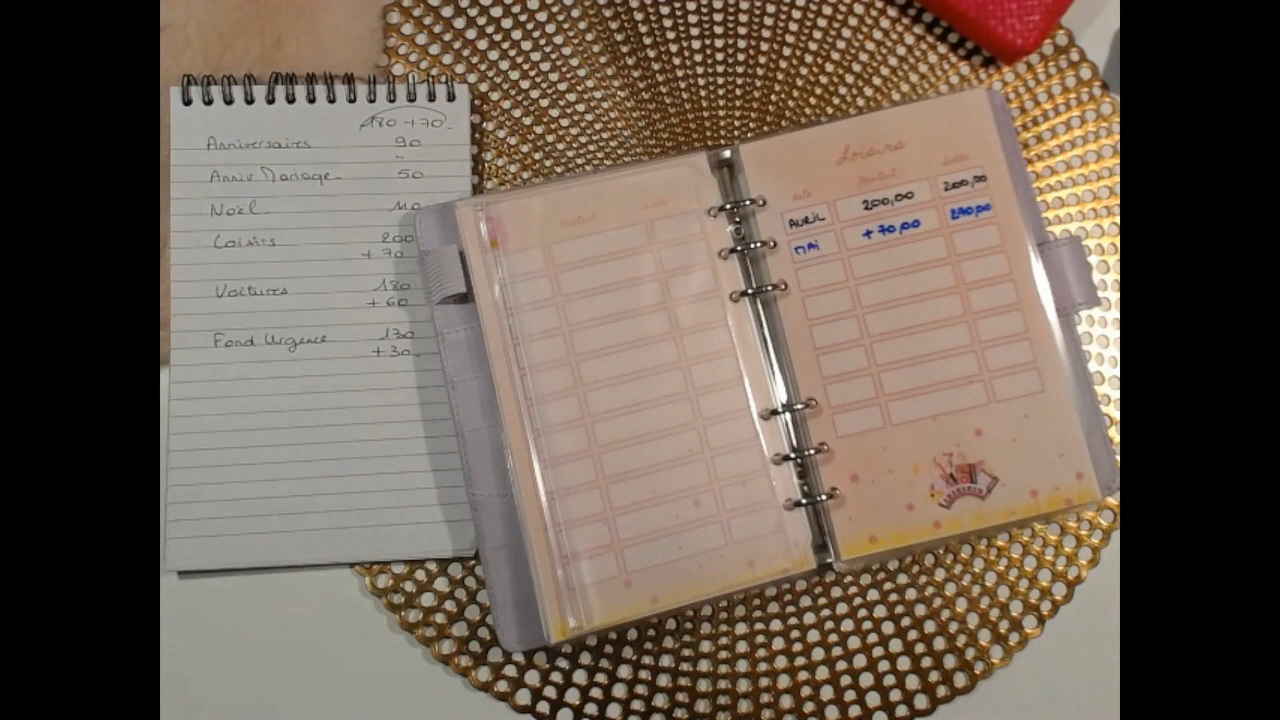 180 + 70
Anniversaires 90
Anniv Mariage 50
Noël 110
Loisirs 200
+ 70
Voitures 180
+ 60
Fond Urgence 130
+ 30
Loisirs
date Montant Solde
AVRIL 200,00 200,00
MAI + 70,00 270,00